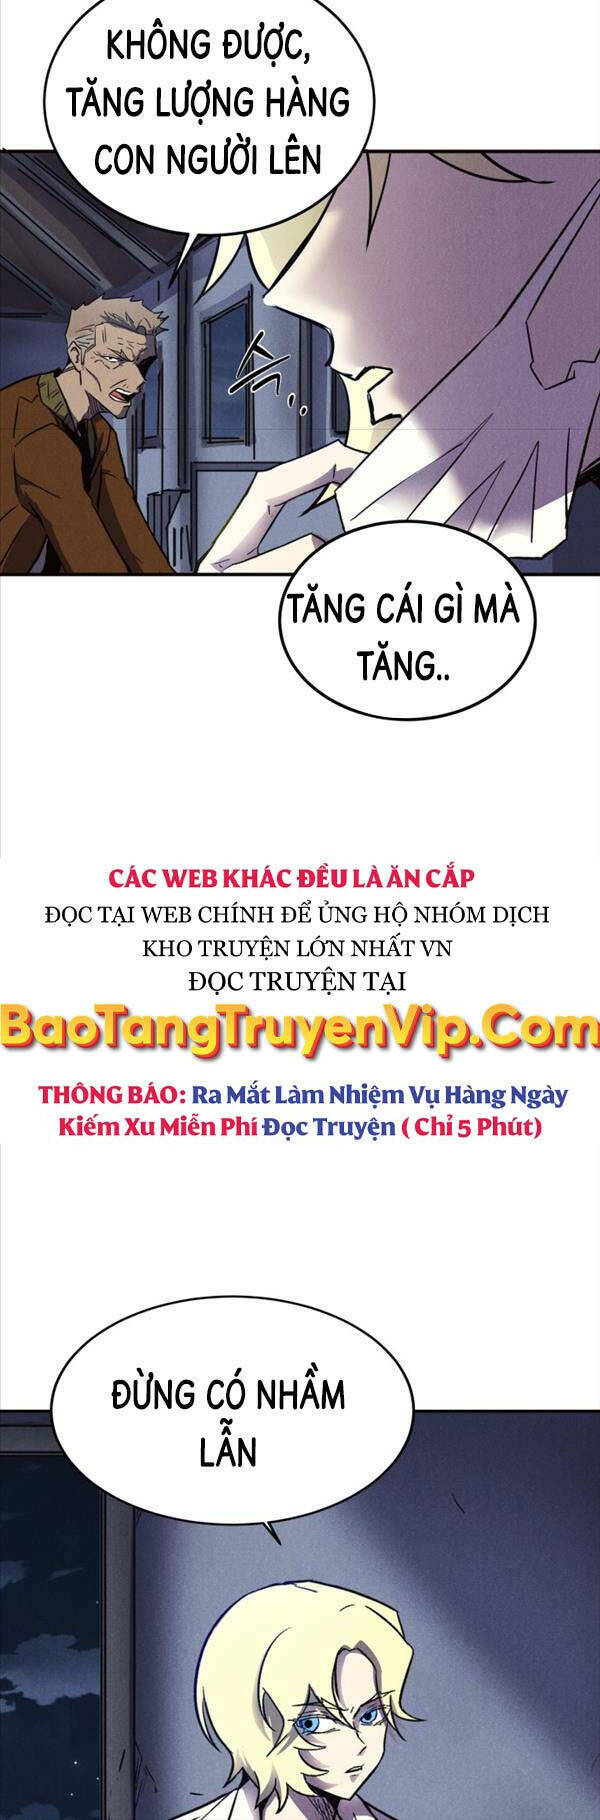 KHÔNG ĐƯỢC,
TĂNG LƯỢNG HÀNG
CON NGƯỜI LÊN
TĂNG CÁI GÌ MÀ
TĂNG..
CÁC WEB KHÁC ĐỀU LÀ ĂN CẮP
ĐỌC TẠI WEB CHÍNH ĐỂ ỦNG HỘ NHÓM DỊCH
KHO TRUYỆN LỚN NHẤT VN
ĐỌC TRUYỆN TẠI
BaoTangTruyenVip.Com
THÔNG BÁO: Ra Mắt Làm Nhiệm Vụ Hàng Ngày
Kiếm Xu Miễn Phí Đọc Truyện ( Chỉ 5 Phút)
ĐỪNG CÓ NHẦM
LẪN